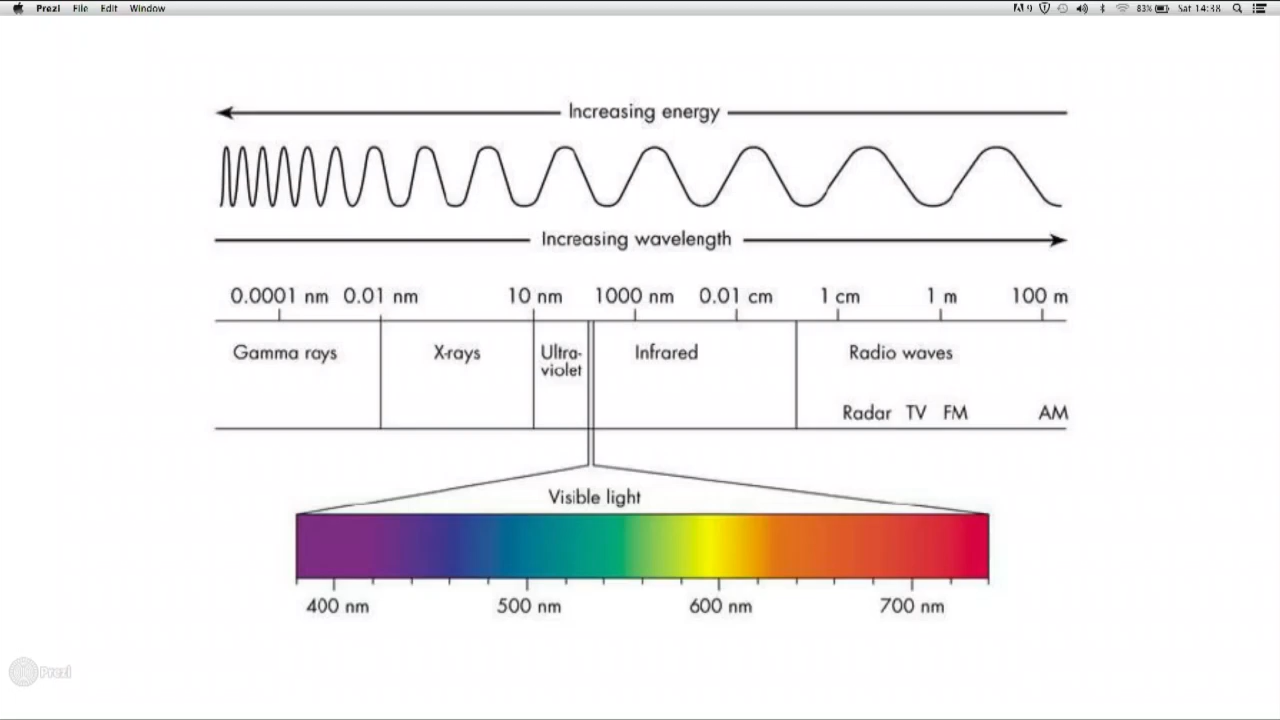 Prezi File Edit Window 83% Sat 14:38
Increasing energy
Increasing wavelength
0.0001 nm 0.01 nm 10 nm 1000 nm 0.01 cm 1 cm 1 m 100 m
Gamma rays X-rays Ultra- Infrared Radio waves
violet
Radar TV FM AM
Visible light
400 nm 500 nm 600 nm 700 nm
Prezi